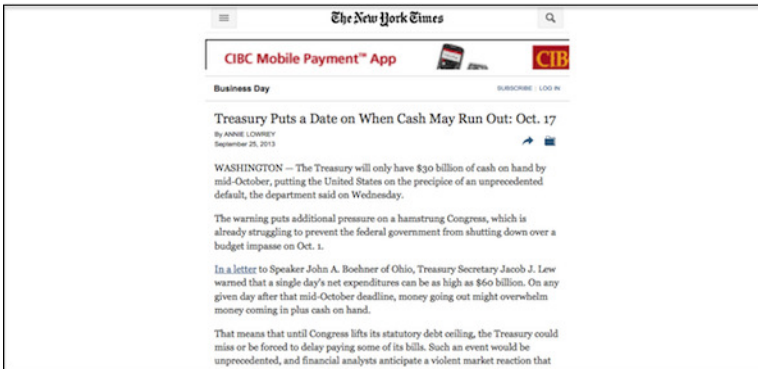 The New York Times
CIBC Mobile Payment™ App
CIB
Business Day
SUBSCRIBE | LOG IN
Treasury Puts a Date on When Cash May Run Out: Oct. 17
By ANNIE LOWREY
September 25, 2013
WASHINGTON — The Treasury will only have $30 billion of cash on hand by
mid-October, putting the United States on the precipice of an unprecedented
default, the department said on Wednesday.
The warning puts additional pressure on a hamstrung Congress, which is
already struggling to prevent the federal government from shutting down over a
budget impasse on Oct. 1.
In a letter to Speaker John A. Boehner of Ohio, Treasury Secretary Jacob J. Lew
warned that a single day's net expenditures can be as high as $60 billion. On any
given day after that mid-October deadline, money going out might overwhelm
money coming in plus cash on hand.
That means that until Congress lifts its statutory debt ceiling, the Treasury could
miss or be forced to delay paying some of its bills. Such an event would be
unprecedented, and financial analysts anticipate a violent market reaction that